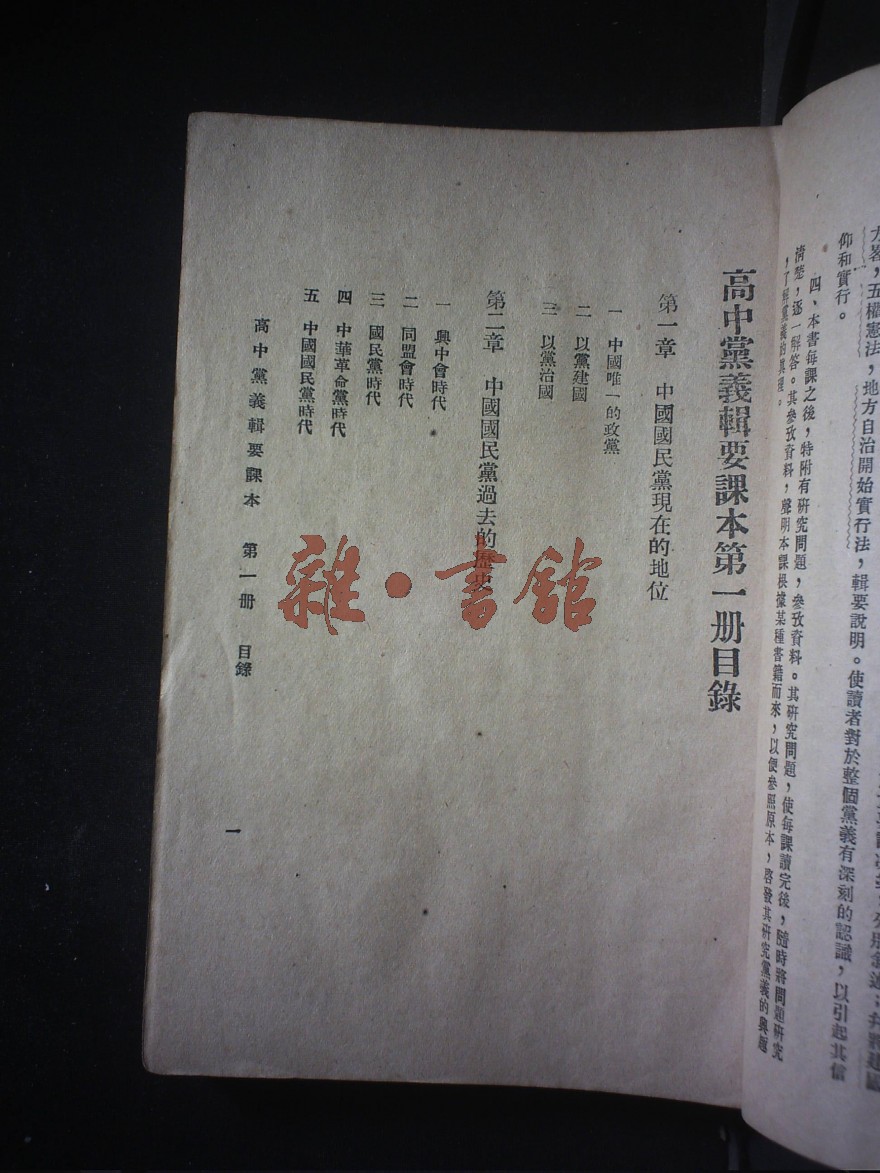 方畧，五權憲法，地方自治開始實行法，輯要說明。使讀者對於整個黨義有深刻的認識，以引起其信
仰和實行。
四、本書每課之後，特附有研究問題，參攷資料。其研究問題，使每課讀完後，隨時將問題研究
清楚，逐一解答。其參攷資料，聲明本課根據某種書籍而來，以便參照原本，啓發其研究黨義的興趣
，了解黨義的真理。
高中黨義輯要課本第一册目錄
第一章 中國國民黨現在的地位
一 中國唯一的政黨
二 以黨建國
三 以黨治國
第二章 中國國民黨過去的歷史
一 興中會時代
二 同盟會時代
三 國民黨時代
四 中華革命黨時代
五 中國國民黨時代
高中黨義輯要課本 第一册 目錄
一
雜·書館